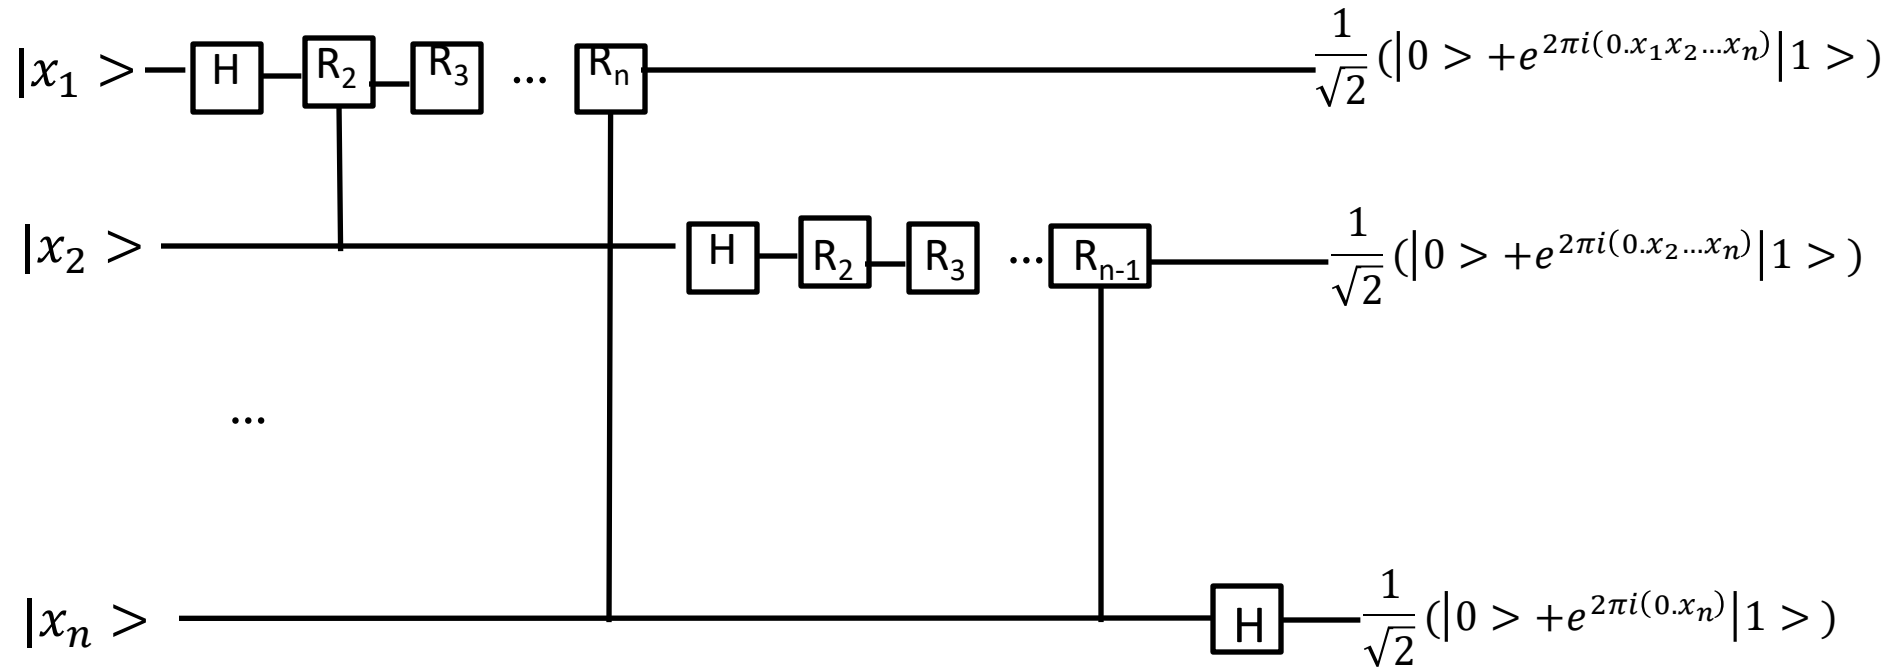 |x₁ > H R₂ R₃ ... Rₙ 1/√2 (|0 > +e^{2πi(0.x₁x₂...xₙ)}|1 > )
|x₂ > H R₂ R₃ ... Rₙ₋₁ 1/√2 (|0 > +e^{2πi(0.x₂...xₙ)}|1 > )
...
|xₙ > H 1/√2 (|0 > +e^{2πi(0.xₙ)}|1 > )